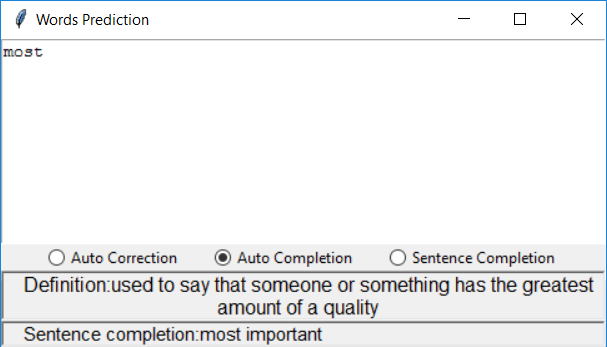 Words Prediction
most
Auto Correction Auto Completion Sentence Completion
Definition:used to say that someone or something has the greatest
amount of a quality
Sentence completion:most important